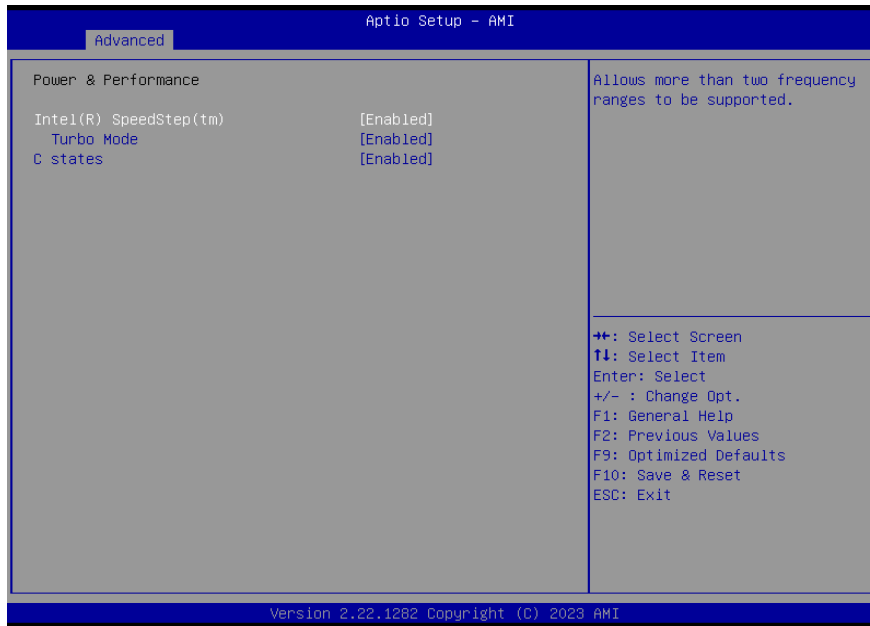 Aptio Setup – AMI
Advanced
Power & Performance
Intel(R) SpeedStep(tm) [Enabled]
Turbo Mode [Enabled]
C states [Enabled]
Allows more than two frequency
ranges to be supported.
→←: Select Screen
↑↓: Select Item
Enter: Select
+/- : Change Opt.
F1: General Help
F2: Previous Values
F9: Optimized Defaults
F10: Save & Reset
ESC: Exit
Version 2.22.1282 Copyright (C) 2023 AMI